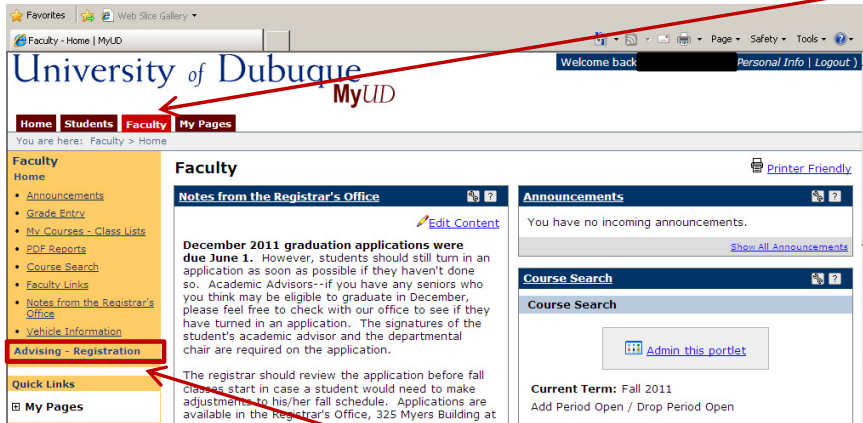 Favorites
Web Slice Gallery
Faculty - Home | MyUD
Page
Safety
Tools
University of Dubuque
MyUD
Welcome back
Personal Info | Logout )
Home
Students
Faculty
My Pages
You are here: Faculty > Home
Faculty
Home
Announcements
Grade Entry
My Courses - Class Lists
PDF Reports
Course Search
Faculty Links
Notes from the Registrar's
Office
Vehicle Information
Advising - Registration
Quick Links
My Pages
Faculty
Printer Friendly
Notes from the Registrar's Office
?
Edit Content
December 2011 graduation applications were
due June 1. However, students should still turn in an
application as soon as possible if they haven't done
so. Academic Advisors--if you have any seniors who
you think may be eligible to graduate in December,
please feel free to check with our office to see if they
have turned in an application. The signatures of the
student's academic advisor and the departmental
chair are required on the application.
The registrar should review the application before fall
classes start in case a student would need to make
adjustments to his/her fall schedule. Applications are
available in the Registrar's Office, 325 Myers Building at
Announcements
?
You have no incoming announcements.
Show All Announcements
Course Search
?
Course Search
Admin this portlet
Current Term: Fall 2011
Add Period Open / Drop Period Open